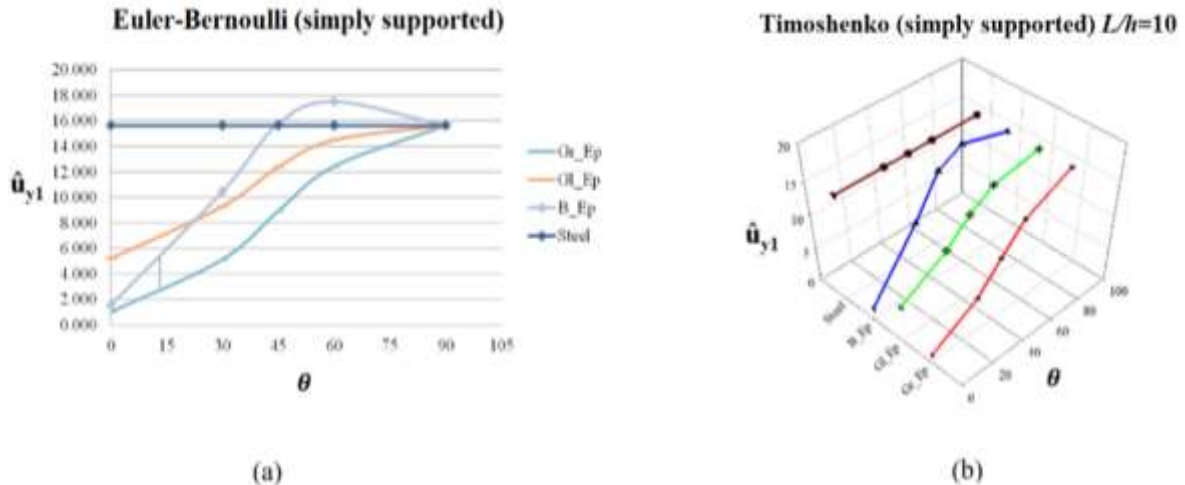 Euler-Bernoulli (simply supported)
20.000
18.000
16.000
14.000
12.000
10.000
8.000
6.000
4.000
2.000
0.000
û_y1
0 15 30 45 60 75 90 105
θ
Gr_Ep
Gl_Ep
B_Ep
Steel
(a)
Timoshenko (simply supported) L/h=10
20
15
10
5
0
û_y1
Steel
B_Ep
Gl_Ep
Gr_Ep
0
20
40
60
80
100
θ
(b)